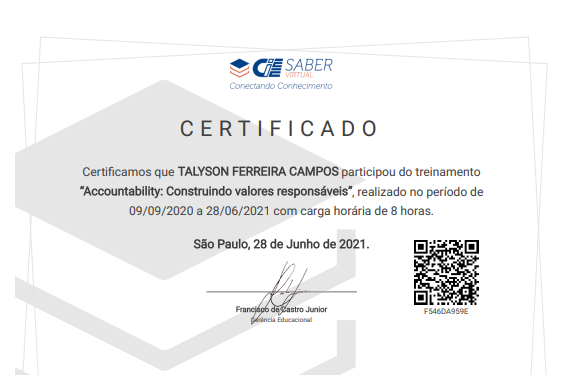 CIEE SABER
VIRTUAL
Conectando Conhecimento
CERTIFICADO
Certificamos que TALYSON FERREIRA CAMPOS participou do treinamento
“Accountability: Construindo valores responsáveis”, realizado no período de
09/09/2020 a 28/06/2021 com carga horária de 8 horas.
São Paulo, 28 de Junho de 2021.
Francisco de Castro Junior
Gerência Educacional
F546DA959E